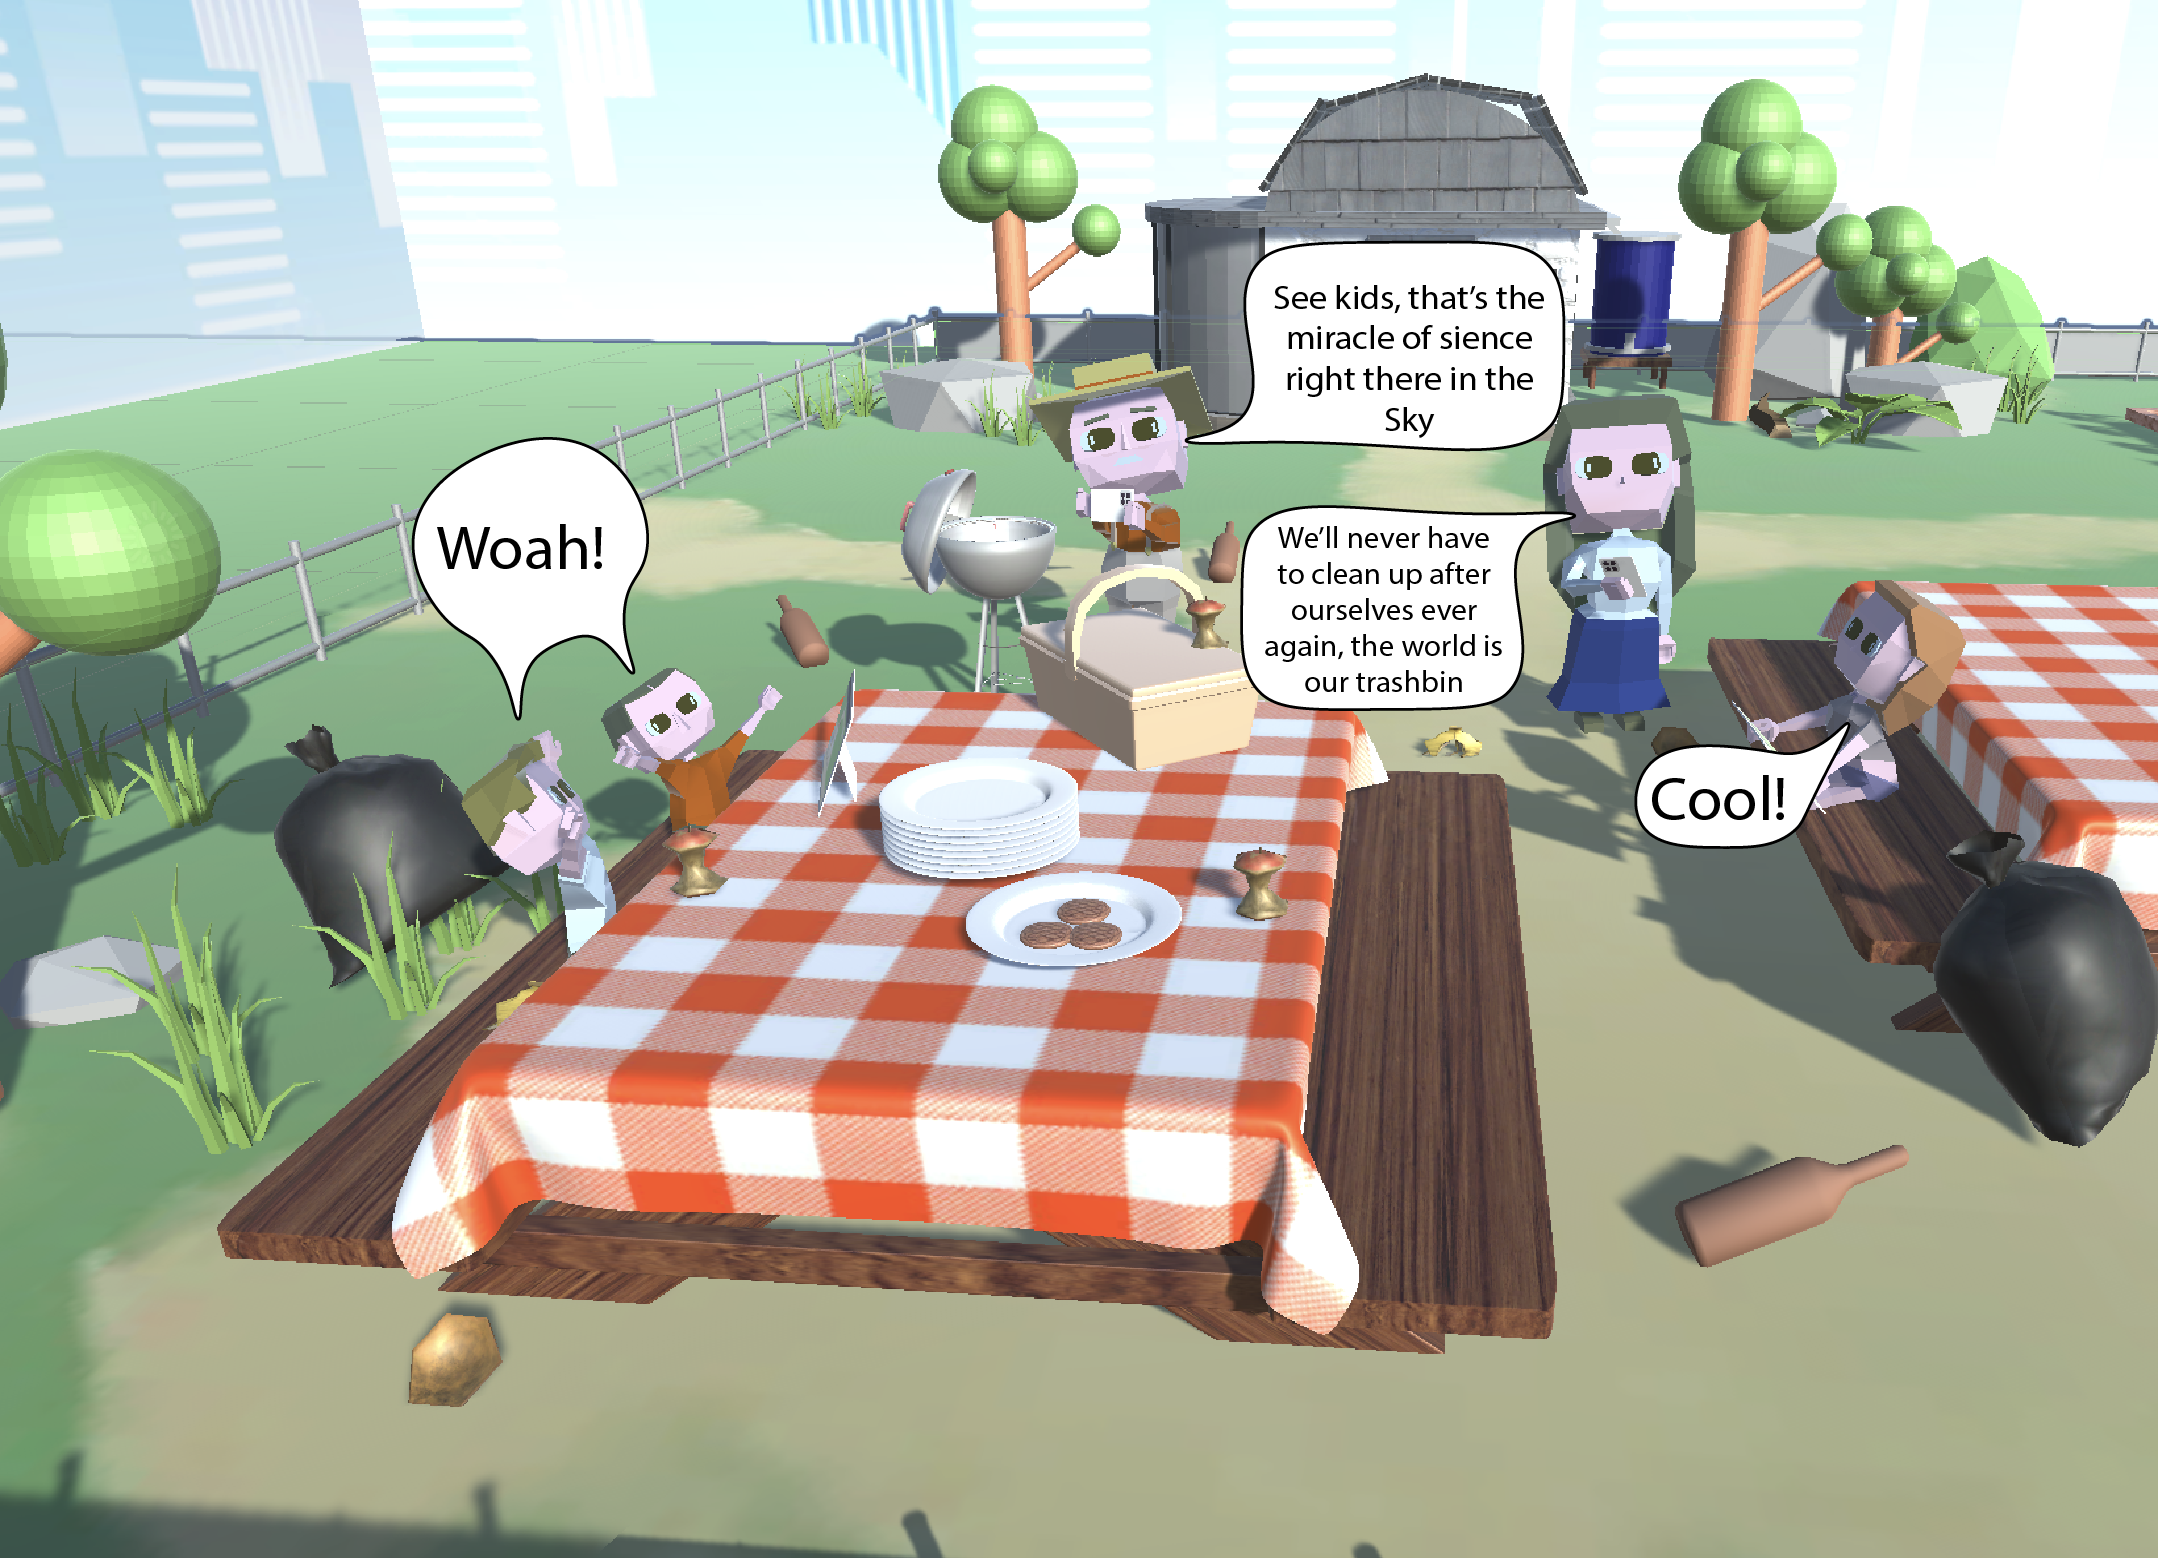 See kids, that's the
miracle of sience
right there in the
Sky
Woah!
We'll never have
to clean up after
ourselves ever
again, the world is
our trashbin
Cool!